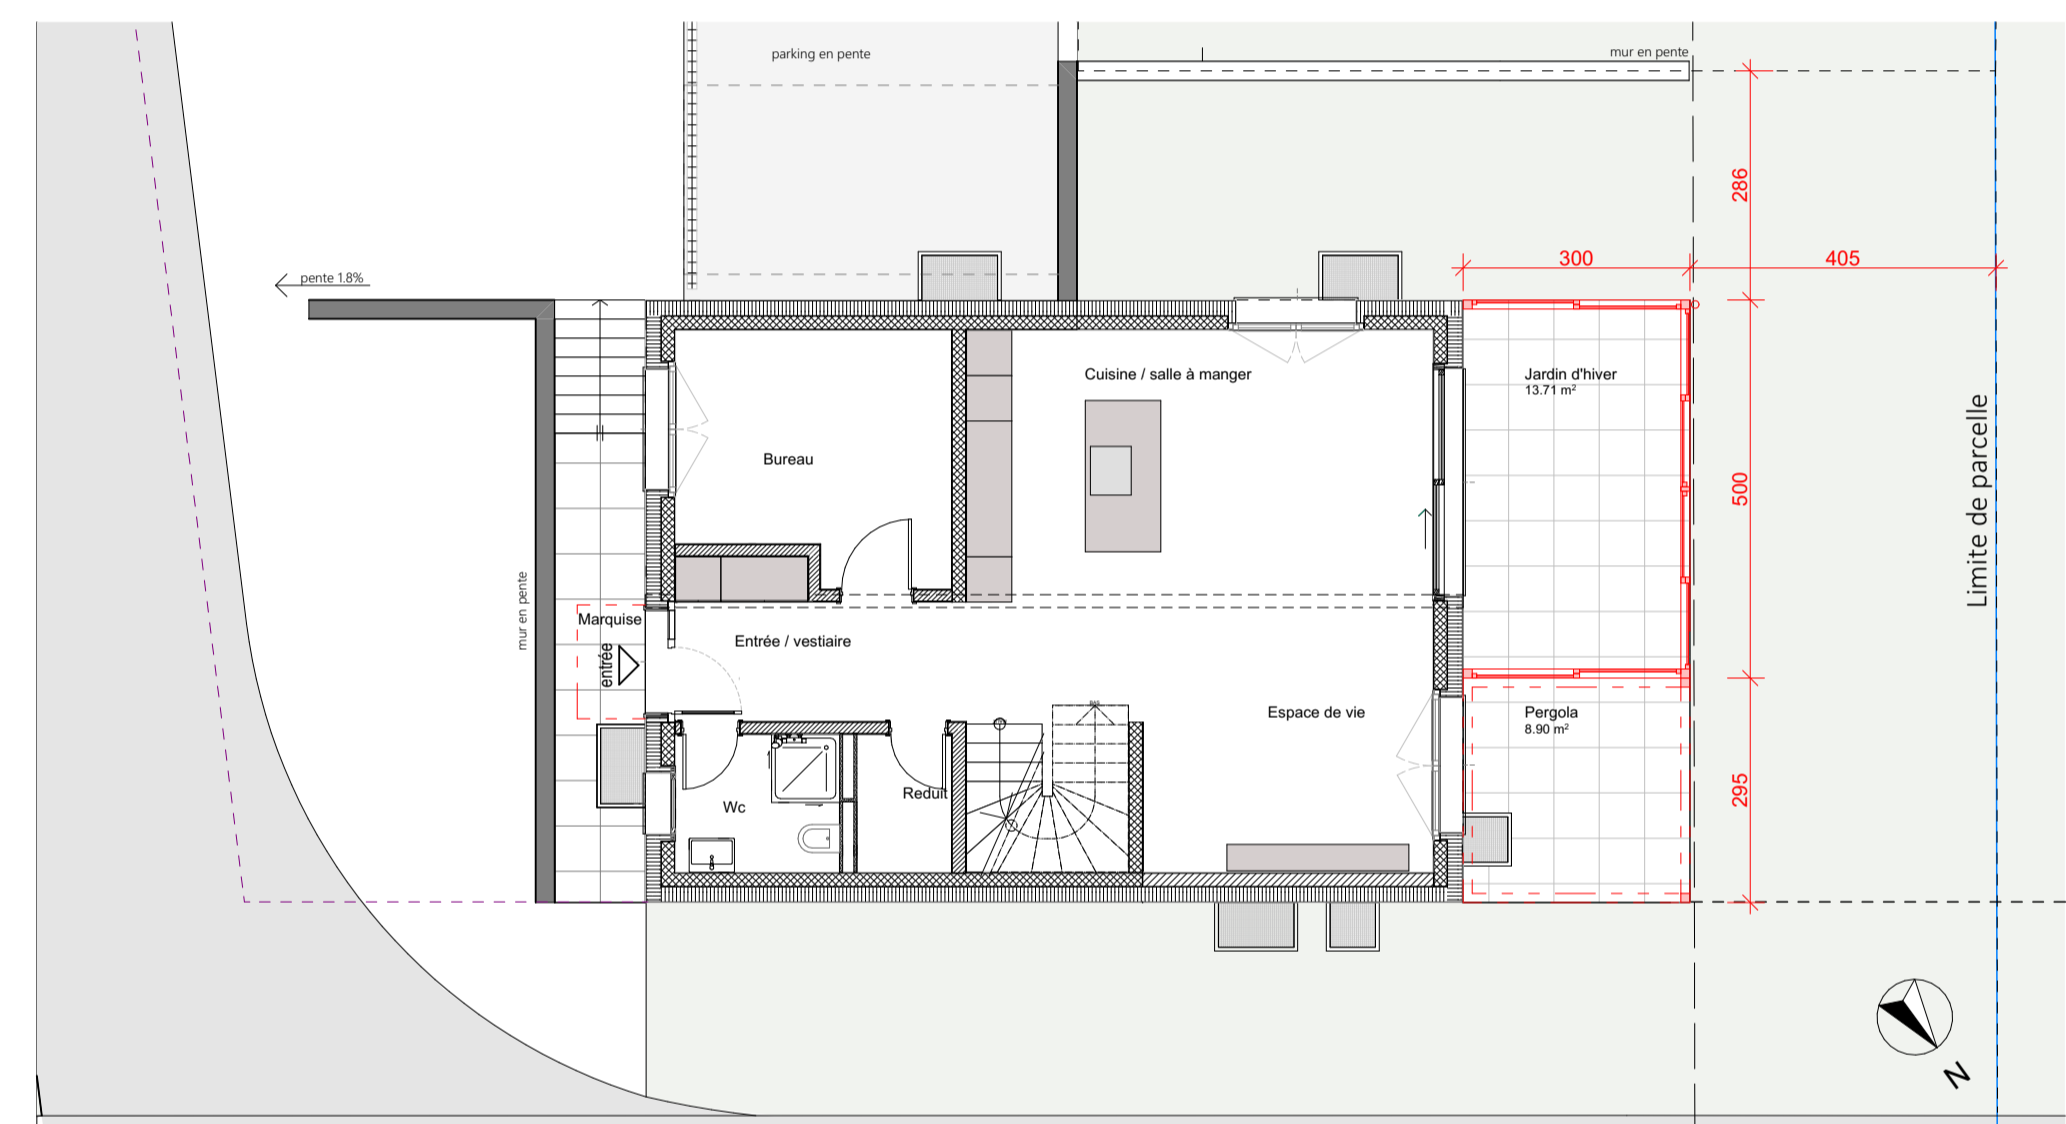 parking en pente
mur en pente
286
300
405
pente 1.8%
Cuisine / salle à manger
Jardin d'hiver
13.71 m²
Bureau
500
Limite de parcelle
mur en pente
Marquise
entrée
Entrée / vestiaire
Espace de vie
Pergola
8.90 m²
295
Wc
Reduit
N